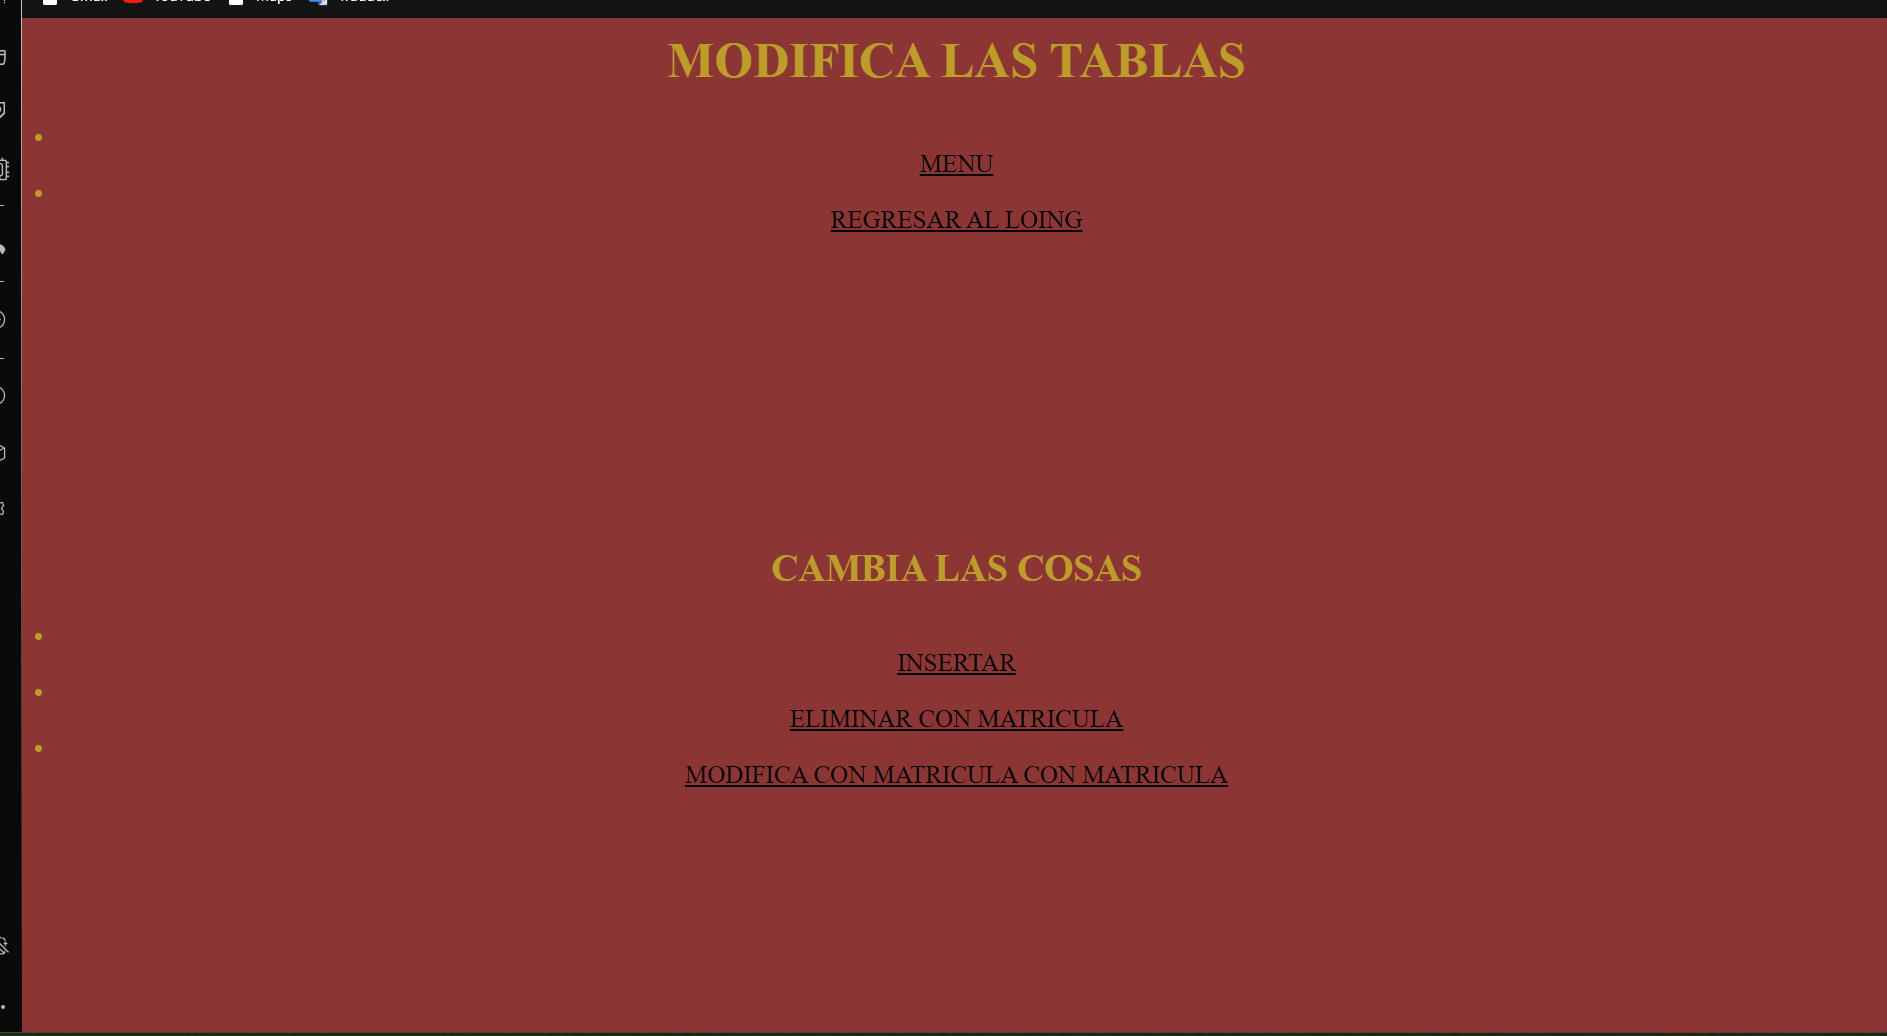 MODIFICA LAS TABLAS
MENU
REGRESAR AL LOING
CAMBIA LAS COSAS
INSERTAR
ELIMINAR CON MATRICULA
MODIFICA CON MATRICULA CON MATRICULA